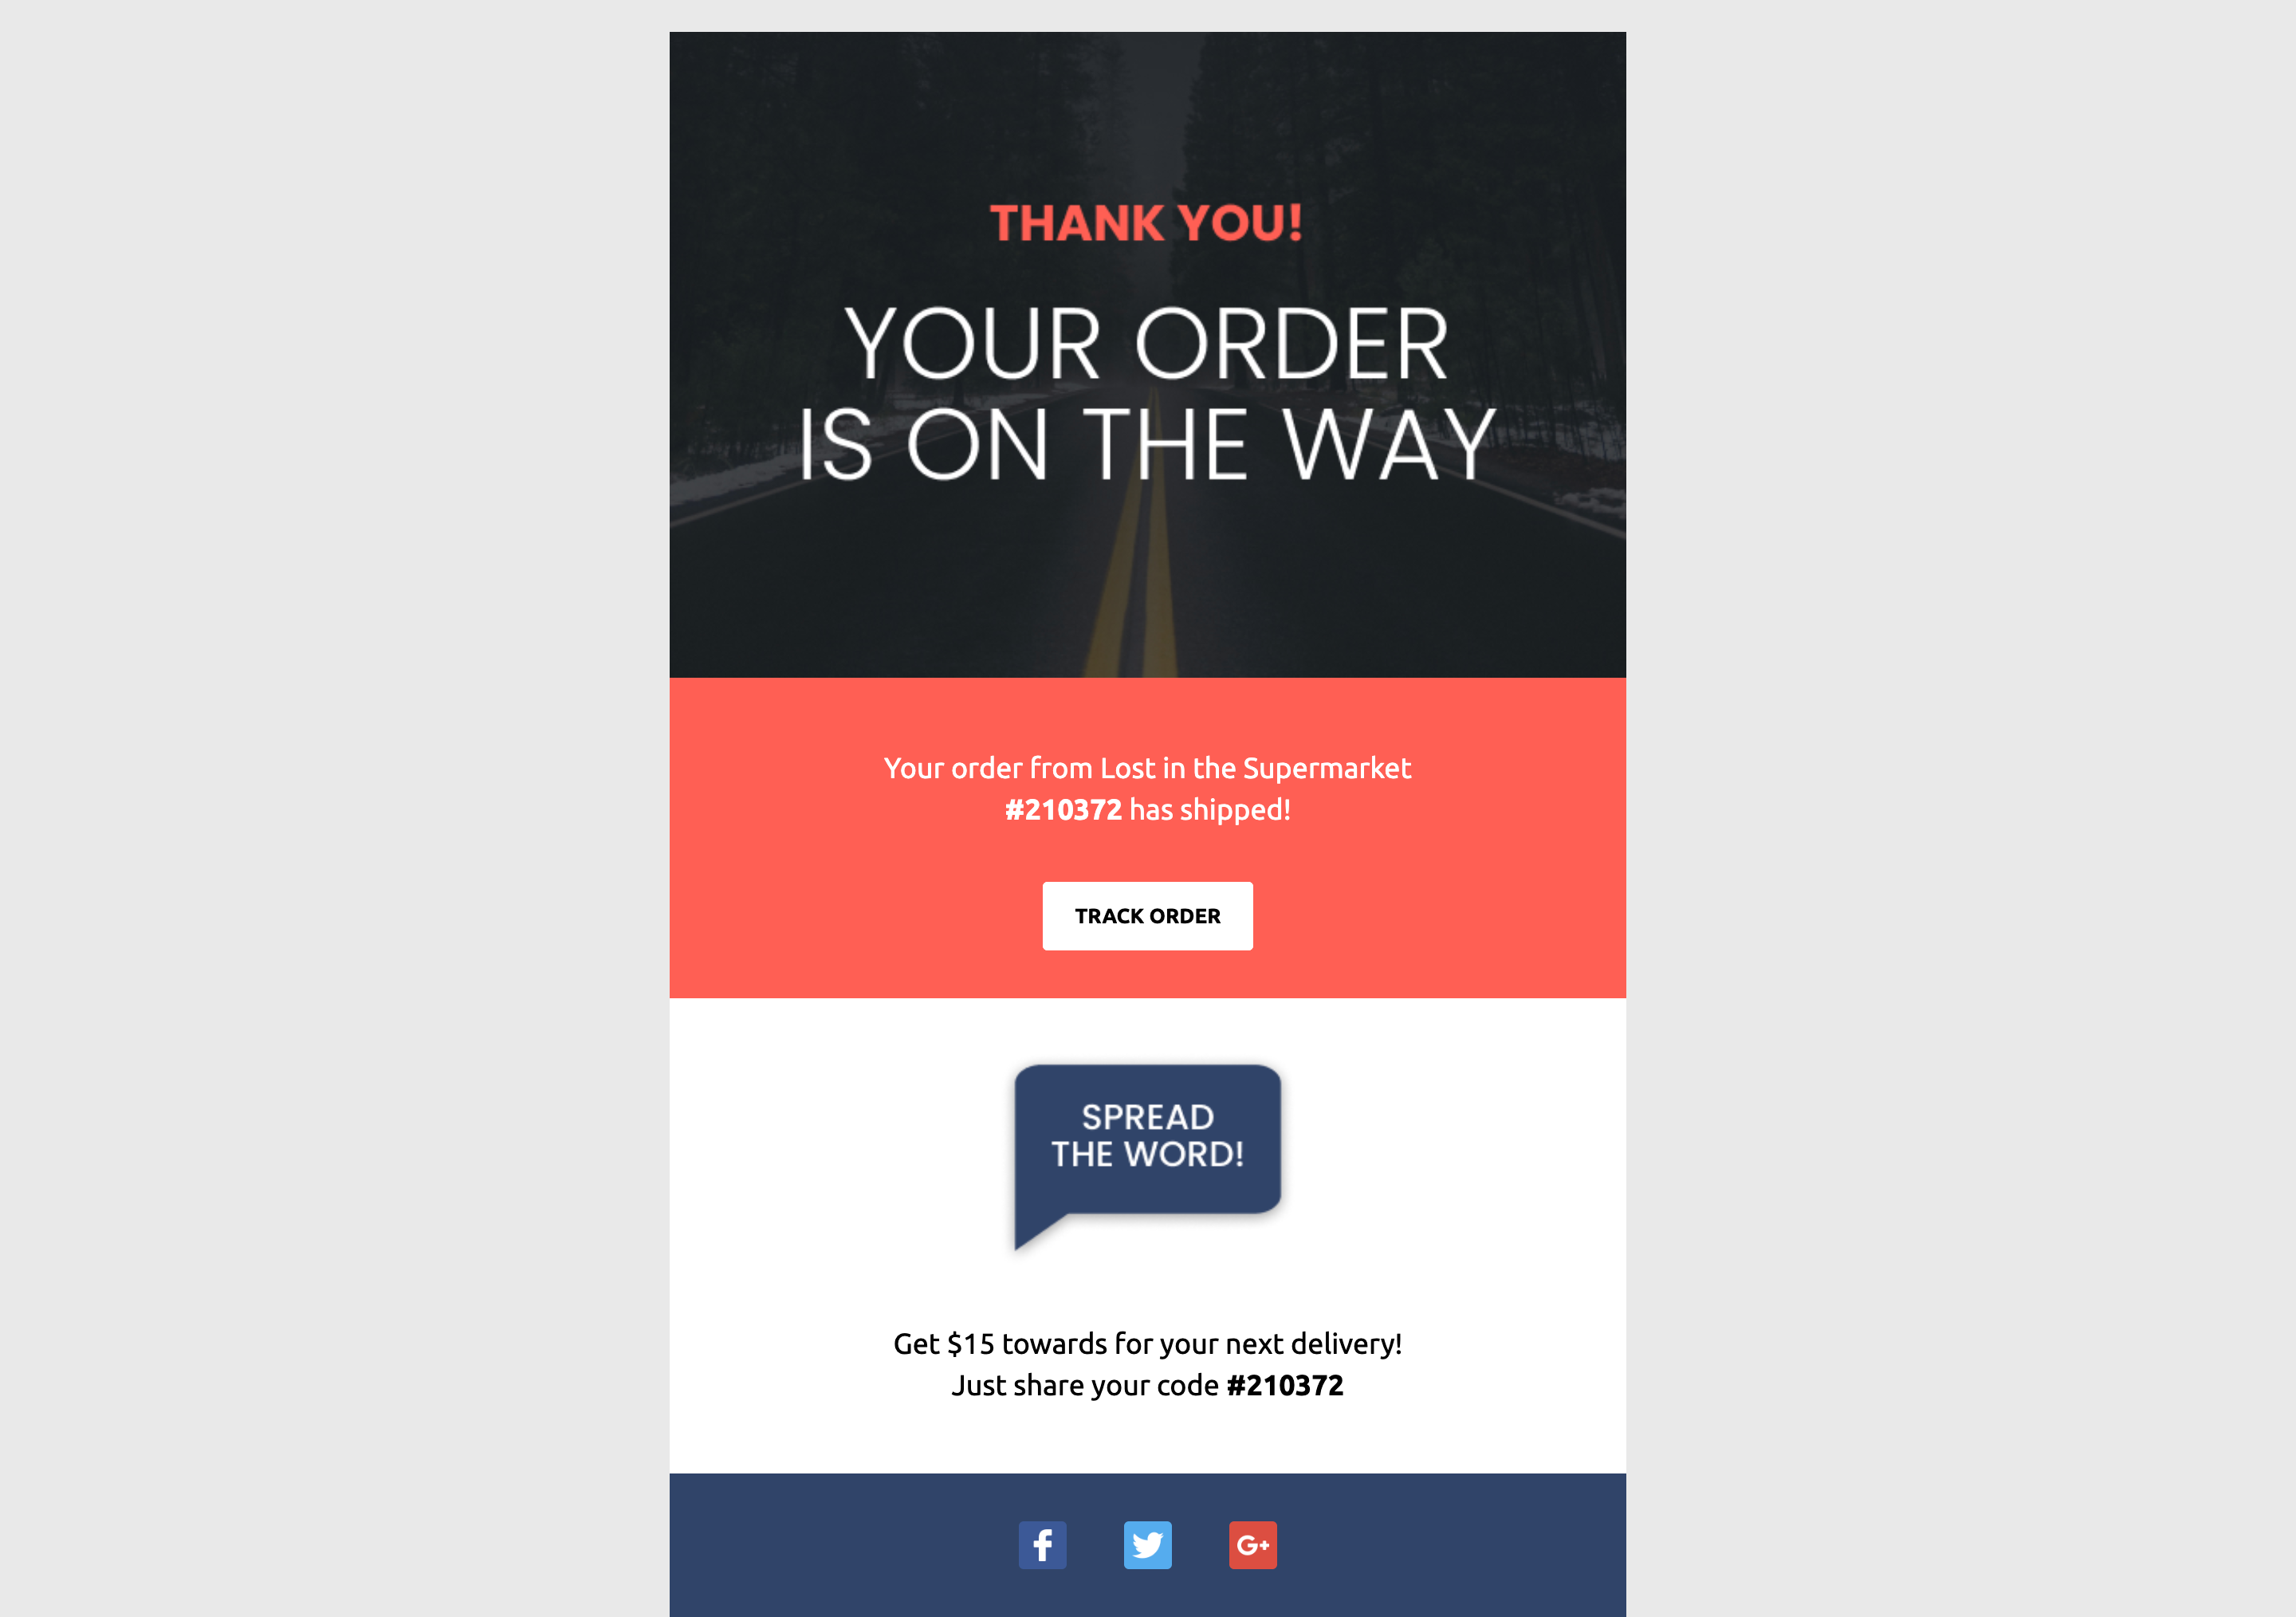 THANK YOU!
YOUR ORDER
IS ON THE WAY
Your order from Lost in the Supermarket
#210372 has shipped!
TRACK ORDER
SPREAD
THE WORD!
Get $15 towards for your next delivery!
Just share your code #210372
f
G+